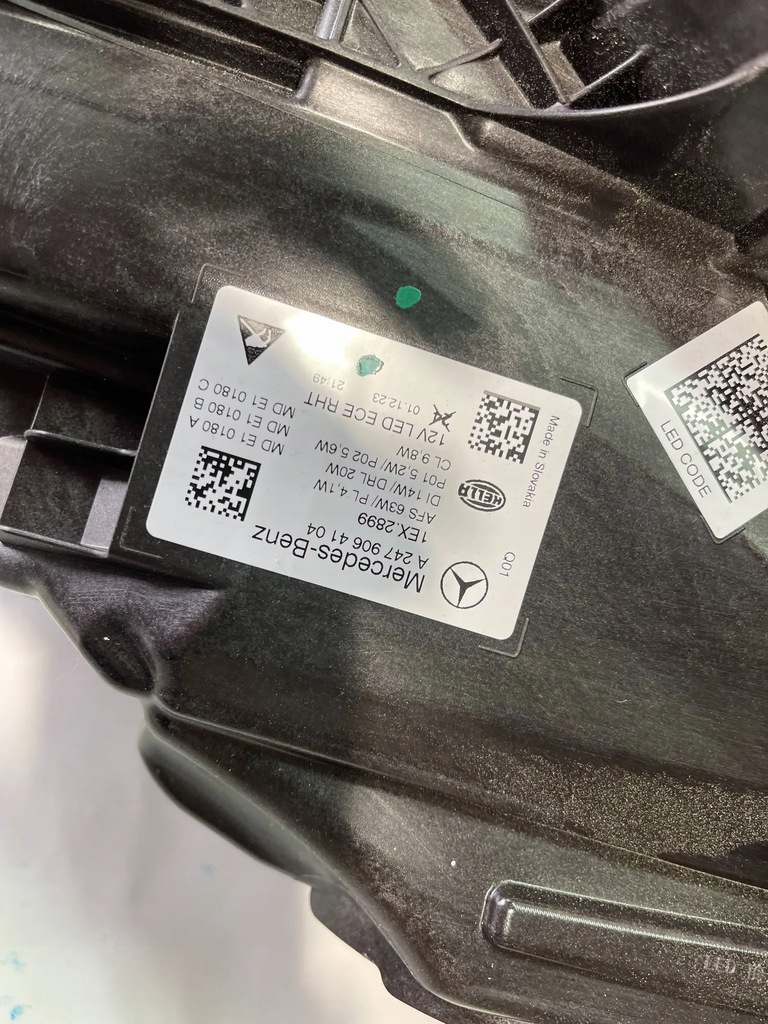 Mercedes-Benz
A 247 906 41 04
1EX.2899
AFS 63W/ PL 4,1W
DI 14W/ DRL 20W
P01 5,2W/ P02 5,6W
CL 9,8W
12V LED ECE RHT
01.12.23
21:49
MD E1 0180 A
MD E1 0180 B
MD E1 0180 C
HELLA
Q01
Made in Slovakia
LED CODE
LED